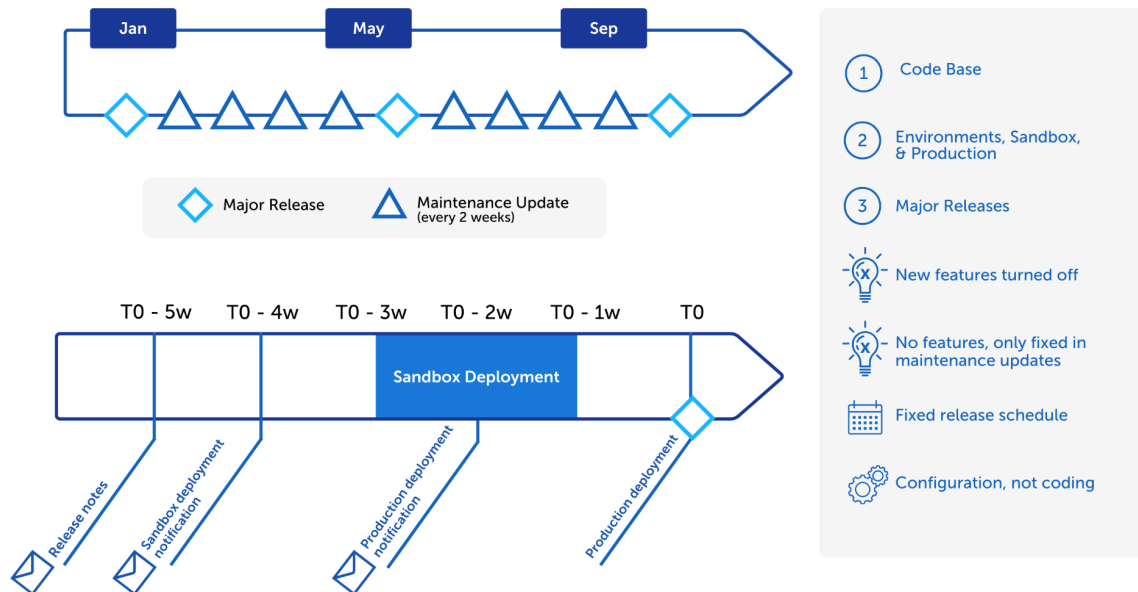 Jan
May
Sep
Major Release
Maintenance Update
(every 2 weeks)
T0 - 5w
T0 - 4w
T0 - 3w
T0 - 2w
T0 - 1w
T0
Sandbox Deployment
Release notes
Sandbox deployment
notification
Production deployment
notification
Production deployment
1
Code Base
2
Environments, Sandbox,
& Production
3
Major Releases
x
New features turned off
x
No features, only fixed in
maintenance updates
Fixed release schedule
Configuration, not coding